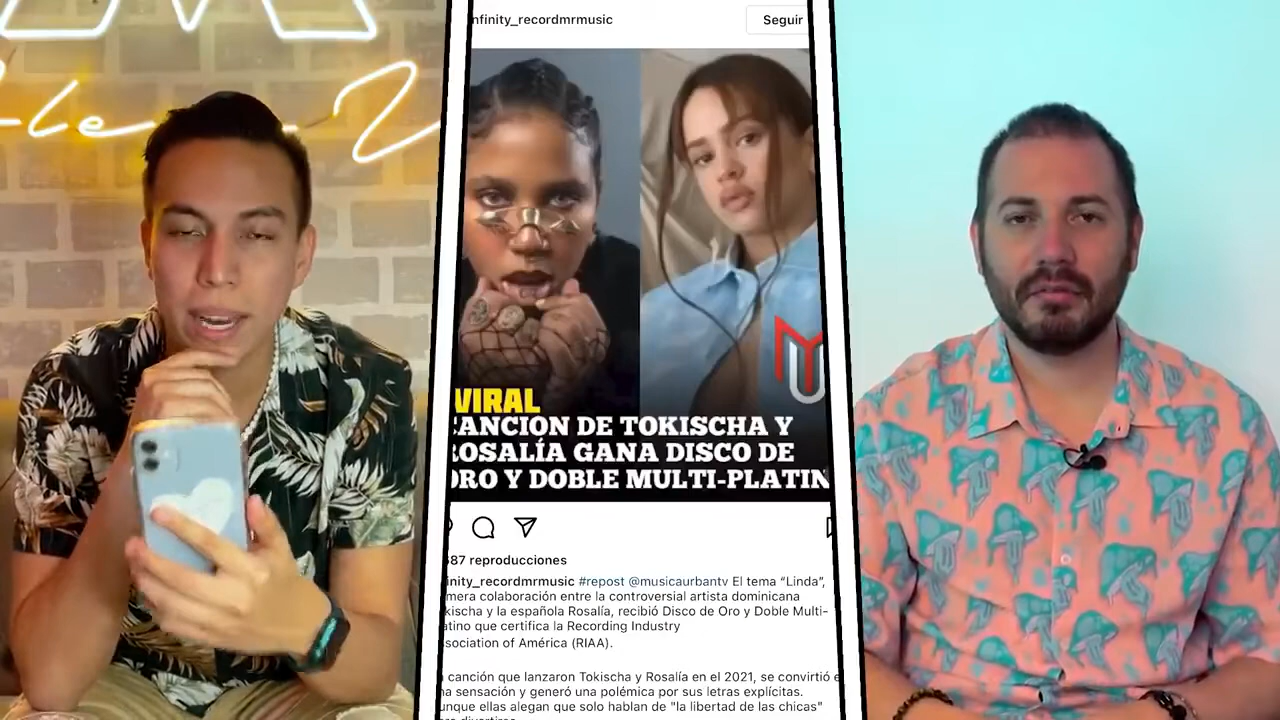 nfinity_recordmrmusic
Seguir
VIRAL
CANCIÓN DE TOKISCHA Y
ROSALÍA GANA DISCO DE
ORO Y DOBLE MULTI-PLATIN
87 reproducciones
inity_recordmrmusic #repost @musicaurbantv El tema “Linda”,
mera colaboración entre la controversial artista dominicana
kischa y la española Rosalía, recibió Disco de Oro y Doble Multi-
atino que certifica la Recording Industry
ssociation of América (RIAA).
canción que lanzaron Tokischa y Rosalía en el 2021, se convirtió e
na sensación y generó una polémica por sus letras explícitas.
unque ellas alegan que solo hablan de "la libertad de las chicas"